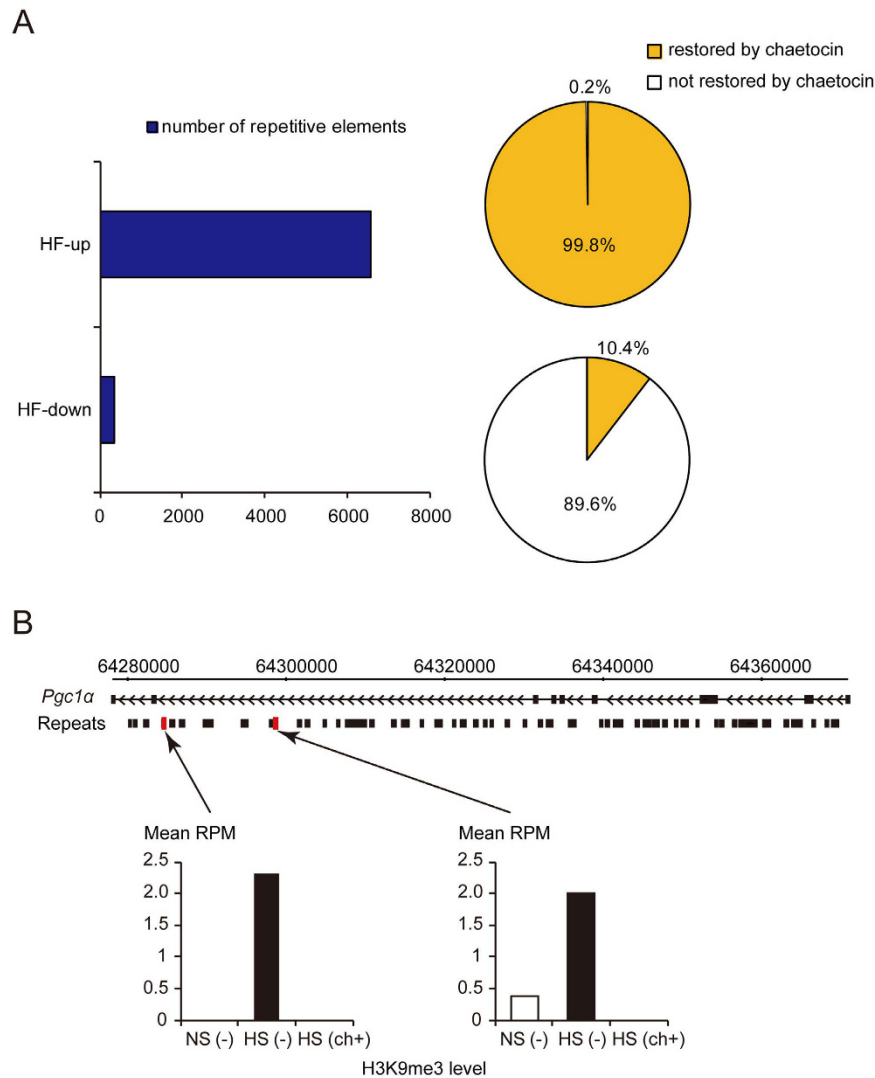 A
restored by chaetocin
not restored by chaetocin
number of repetitive elements
HF-up
HF-down
0 2000 4000 6000 8000
0.2%
99.8%
10.4%
89.6%
B
64280000 64300000 64320000 64340000 64360000
Pgc1α
Repeats
Mean RPM
2.5
2.0
1.5
1
0.5
0
NS (-) HS (-) HS (ch+)
Mean RPM
2.5
2.0
1.5
1
0.5
0
NS (-) HS (-) HS (ch+)
H3K9me3 level